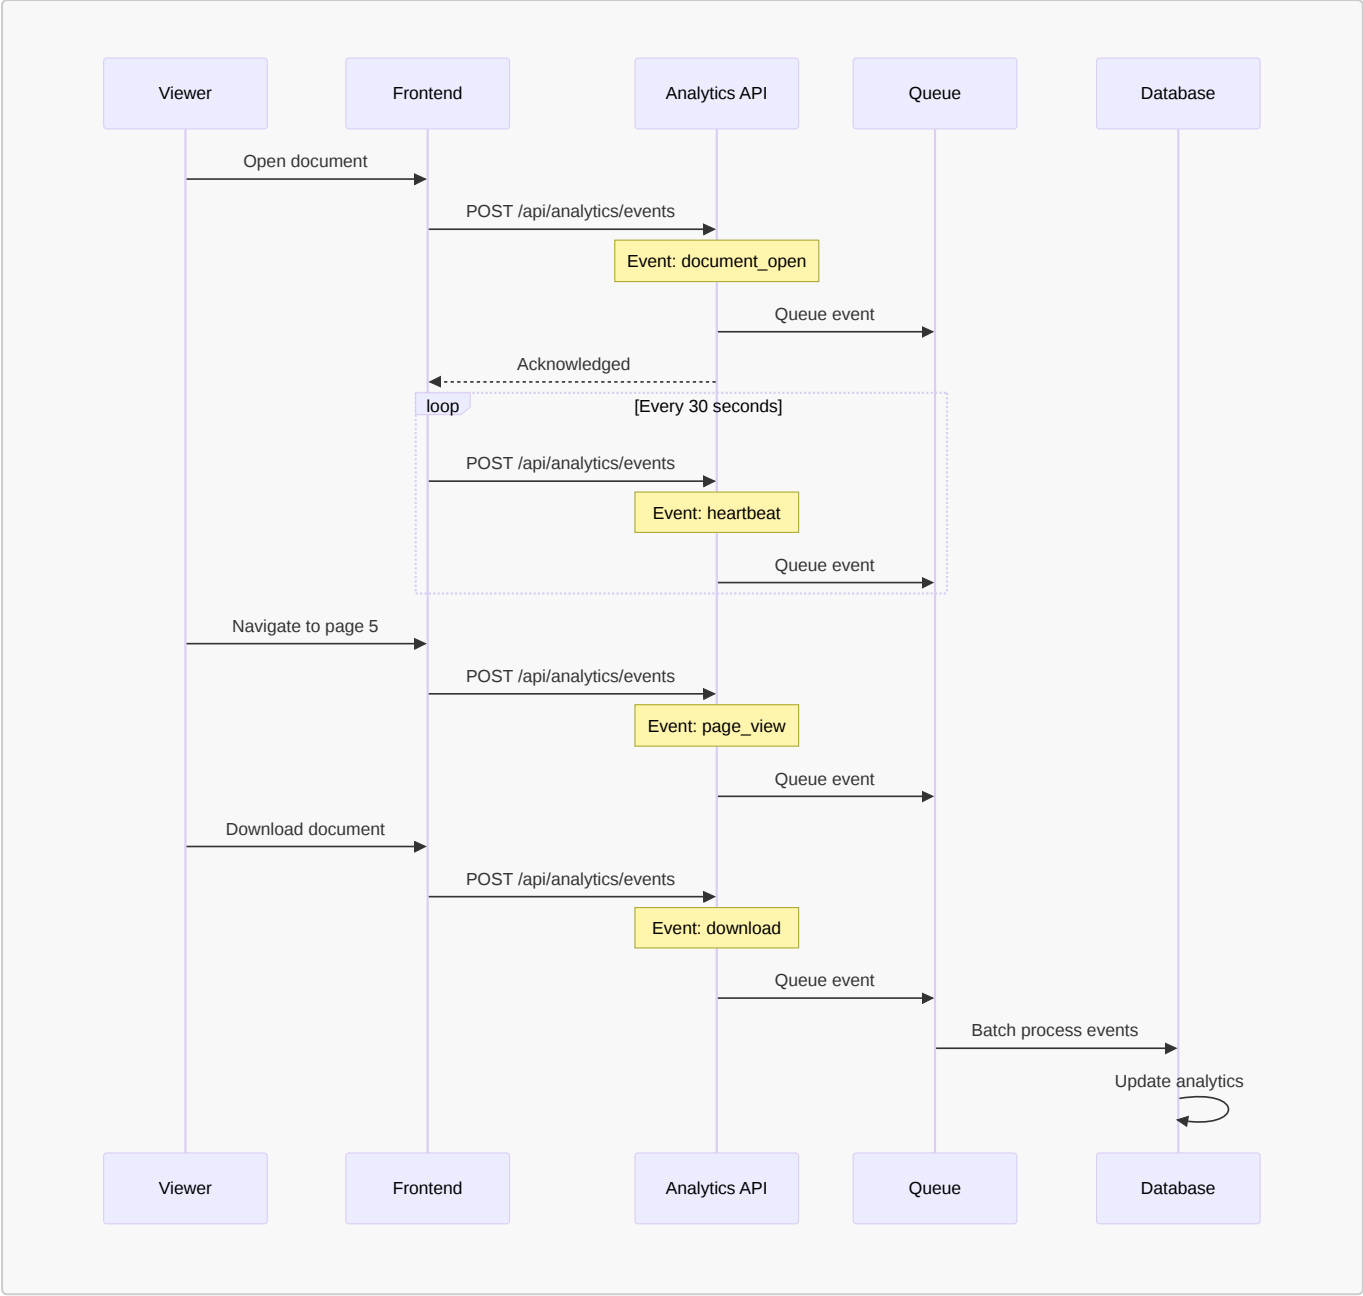 Viewer
Frontend
Analytics API
Queue
Database
Open document
POST /api/analytics/events
Event: document_open
Queue event
Acknowledged
loop
[Every 30 seconds]
POST /api/analytics/events
Event: heartbeat
Queue event
Navigate to page 5
POST /api/analytics/events
Event: page_view
Queue event
Download document
POST /api/analytics/events
Event: download
Queue event
Batch process events
Update analytics
Viewer
Frontend
Analytics API
Queue
Database